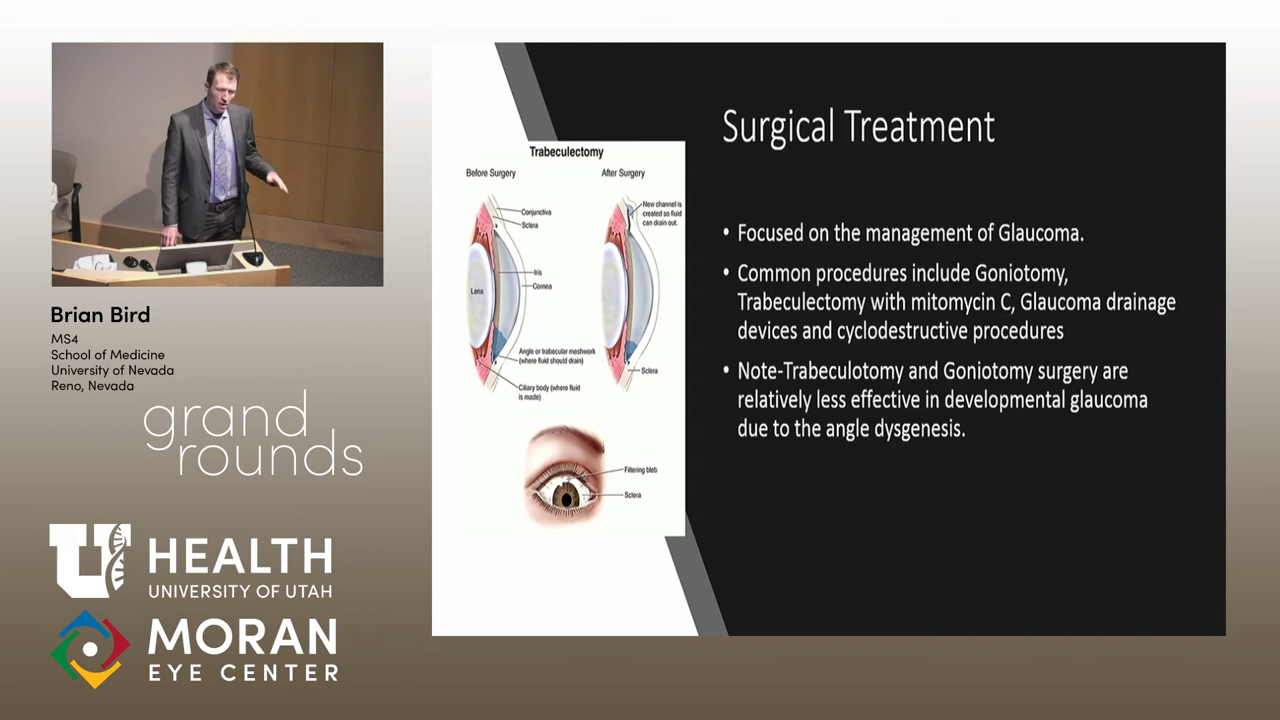 Brian Bird
MS4
School of Medicine
University of Nevada
Reno, Nevada
grand
rounds
U
HEALTH
UNIVERSITY OF UTAH
MORAN
EYE CENTER
Trabeculectomy
Before Surgery
After Surgery
Conjunctiva
Sclera
Iris
Cornea
Lens
Angle or trabecular meshwork
(where fluid should drain)
Ciliary body (where fluid
is made)
New channel is
created so fluid
can drain out.
Sclera
Filtering bleb
Sclera
Surgical Treatment
• Focused on the management of Glaucoma.
• Common procedures include Goniotomy,
Trabeculectomy with mitomycin C, Glaucoma drainage
devices and cyclodestructive procedures
• Note-Trabeculotomy and Goniotomy surgery are
relatively less effective in developmental glaucoma
due to the angle dysgenesis.